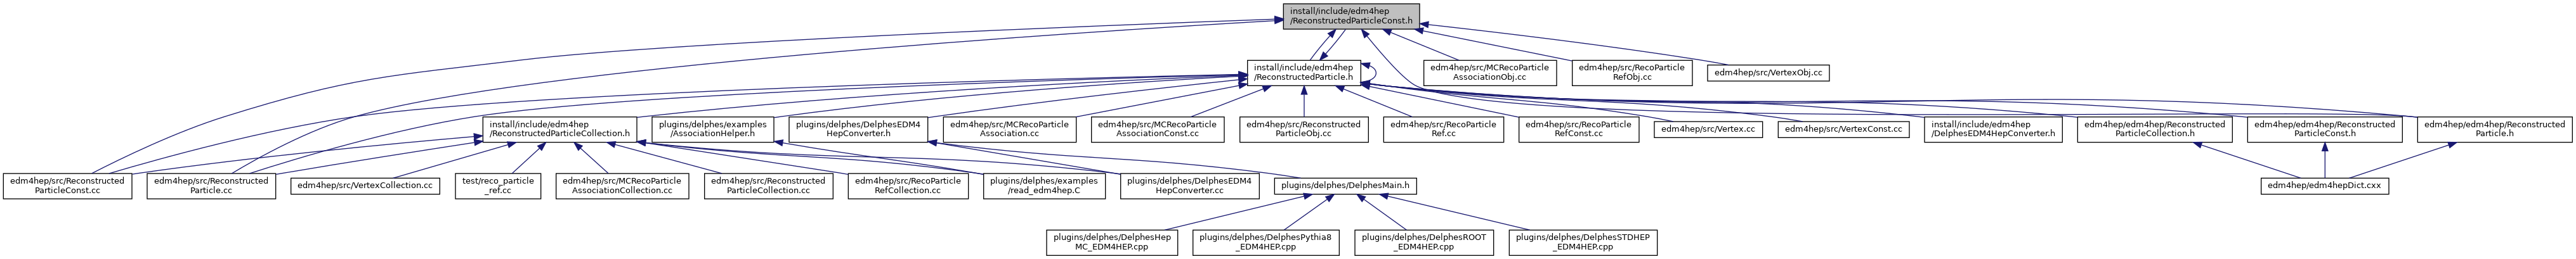 install/include/edm4hep
/ReconstructedParticleConst.h
install/include/edm4hep
/ReconstructedParticle.h
edm4hep/src/MCRecoParticle
AssociationObj.cc
edm4hep/src/RecoParticle
RefObj.cc
edm4hep/src/VertexObj.cc
install/include/edm4hep
/ReconstructedParticleCollection.h
plugins/delphes/examples
/AssociationHelper.h
plugins/delphes/DelphesEDM4
HepConverter.h
edm4hep/src/MCRecoParticle
Association.cc
edm4hep/src/MCRecoParticle
AssociationConst.cc
edm4hep/src/Reconstructed
ParticleObj.cc
edm4hep/src/RecoParticle
Ref.cc
edm4hep/src/RecoParticle
RefConst.cc
edm4hep/src/Vertex.cc
edm4hep/src/VertexConst.cc
install/include/edm4hep
/DelphesEDM4HepConverter.h
edm4hep/edm4hep/Reconstructed
ParticleCollection.h
edm4hep/edm4hep/Reconstructed
ParticleConst.h
edm4hep/edm4hep/Reconstructed
Particle.h
edm4hep/src/Reconstructed
ParticleConst.cc
edm4hep/src/Reconstructed
Particle.cc
edm4hep/src/VertexCollection.cc
test/reco_particle
_ref.cc
edm4hep/src/MCRecoParticle
AssociationCollection.cc
edm4hep/src/Reconstructed
ParticleCollection.cc
edm4hep/src/RecoParticle
RefCollection.cc
plugins/delphes/examples
/read_edm4hep.C
plugins/delphes/DelphesEDM4
HepConverter.cc
plugins/delphes/DelphesMain.h
edm4hep/edm4hepDict.cxx
plugins/delphes/DelphesHep
MC_EDM4HEP.cpp
plugins/delphes/DelphesPythia8
_EDM4HEP.cpp
plugins/delphes/DelphesROOT
_EDM4HEP.cpp
plugins/delphes/DelphesSTDHEP
_EDM4HEP.cpp